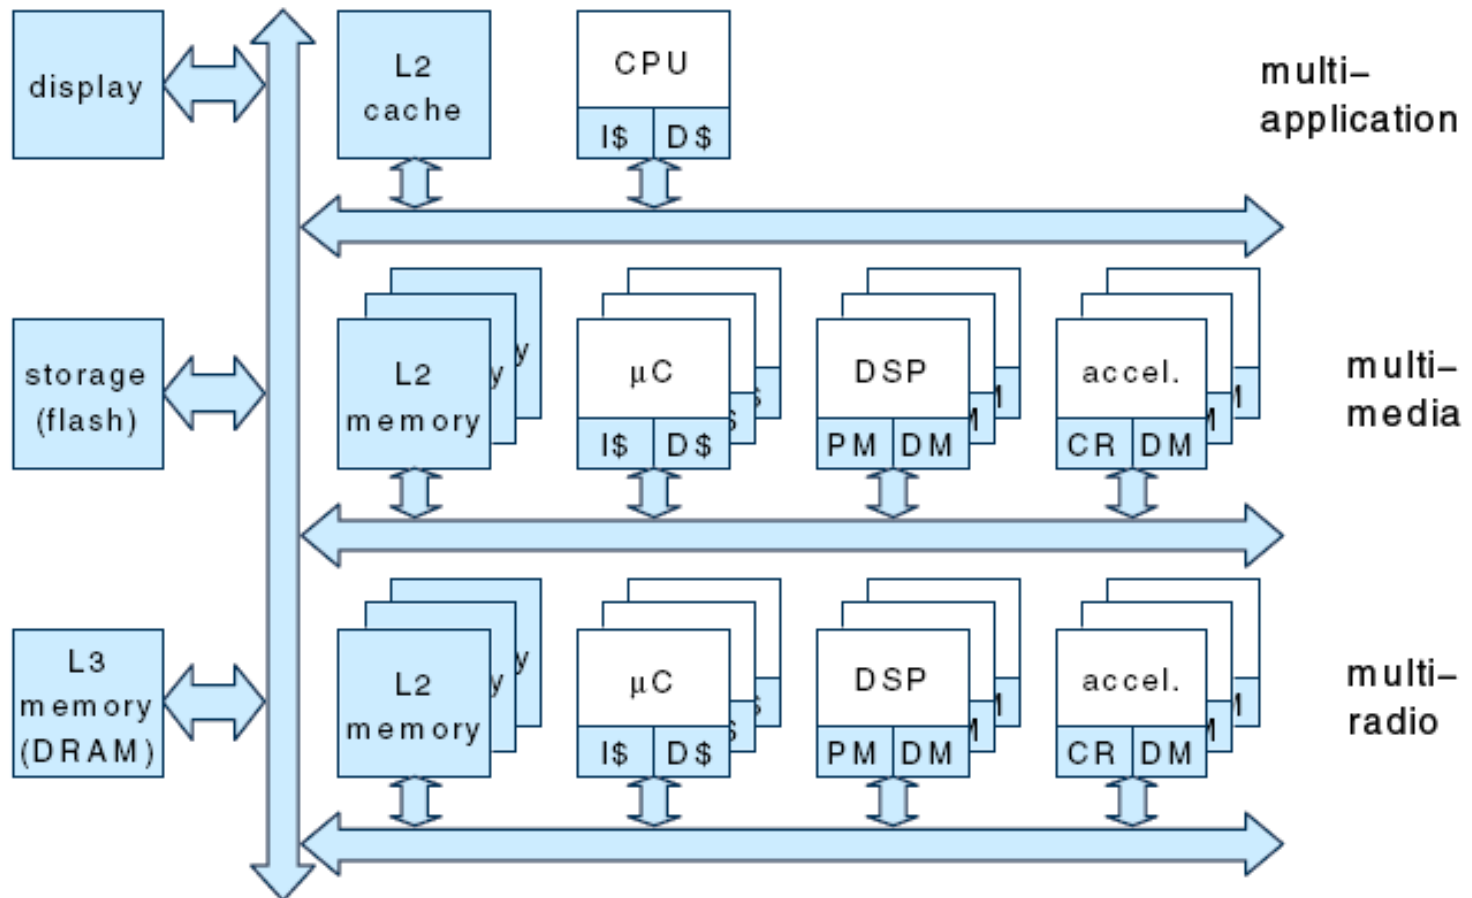 display
L2
cache
CPU
I$ D$
multi–
application
storage
(flash)
y
y
L2
memory
$
$
μC
I$ D$
M
M
DSP
PM DM
M
M
accel.
CR DM
multi–
media
L3
memory
(DRAM)
y
y
L2
memory
$
$
μC
I$ D$
M
M
DSP
PM DM
M
M
accel.
CR DM
multi–
radio